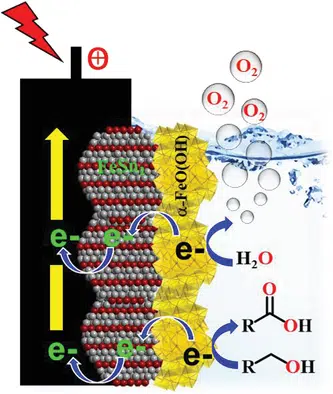 ⊕
O₂
O₂
O₂
FeSn₂
α-FeO(OH)
e- e- e-
H₂O
O
R OH
e- e- e-
R OH